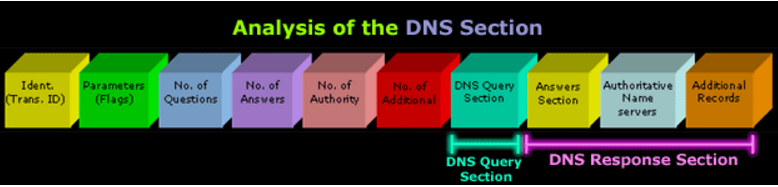 Analysis of the DNS Section
Ident.
(Trans. ID)
Parameters
(Flags)
No. of
Questions
No. of
Answers
No. of
Authority
No. of
Additional
DNS Query
Section
Answers
Section
Authoritative
Name
servers
Additional
Records
DNS Query
Section
DNS Response Section